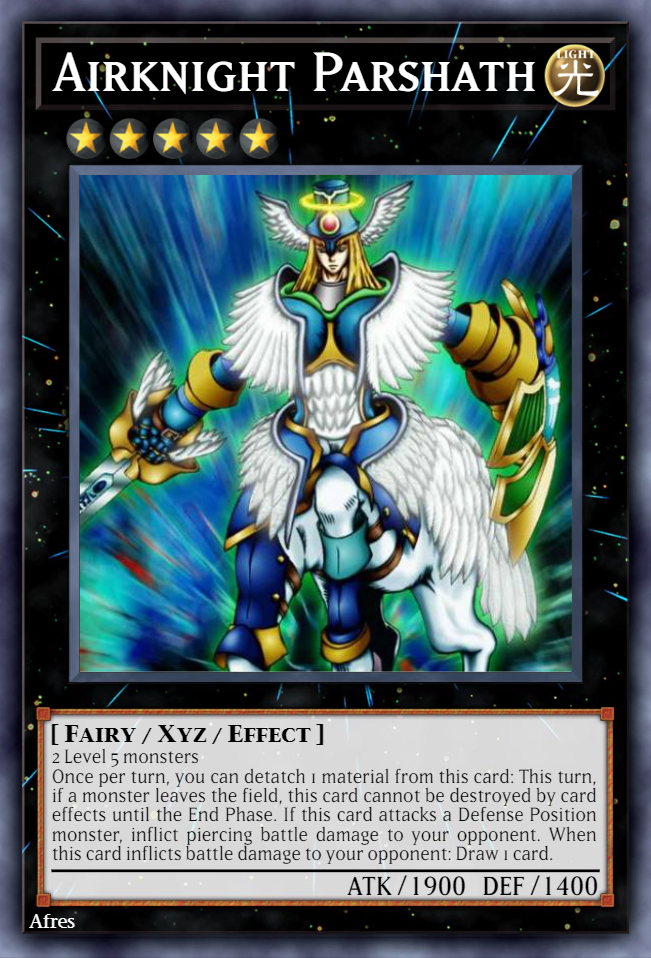 Airknight Parshath
LIGHT
光
[ Fairy / Xyz / Effect ]
2 Level 5 monsters
Once per turn, you can detatch 1 material from this card: This turn,
if a monster leaves the field, this card cannot be destroyed by card
effects until the End Phase. If this card attacks a Defense Position
monster, inflict piercing battle damage to your opponent. When
this card inflicts battle damage to your opponent: Draw 1 card.
ATK / 1900 DEF / 1400
Afres